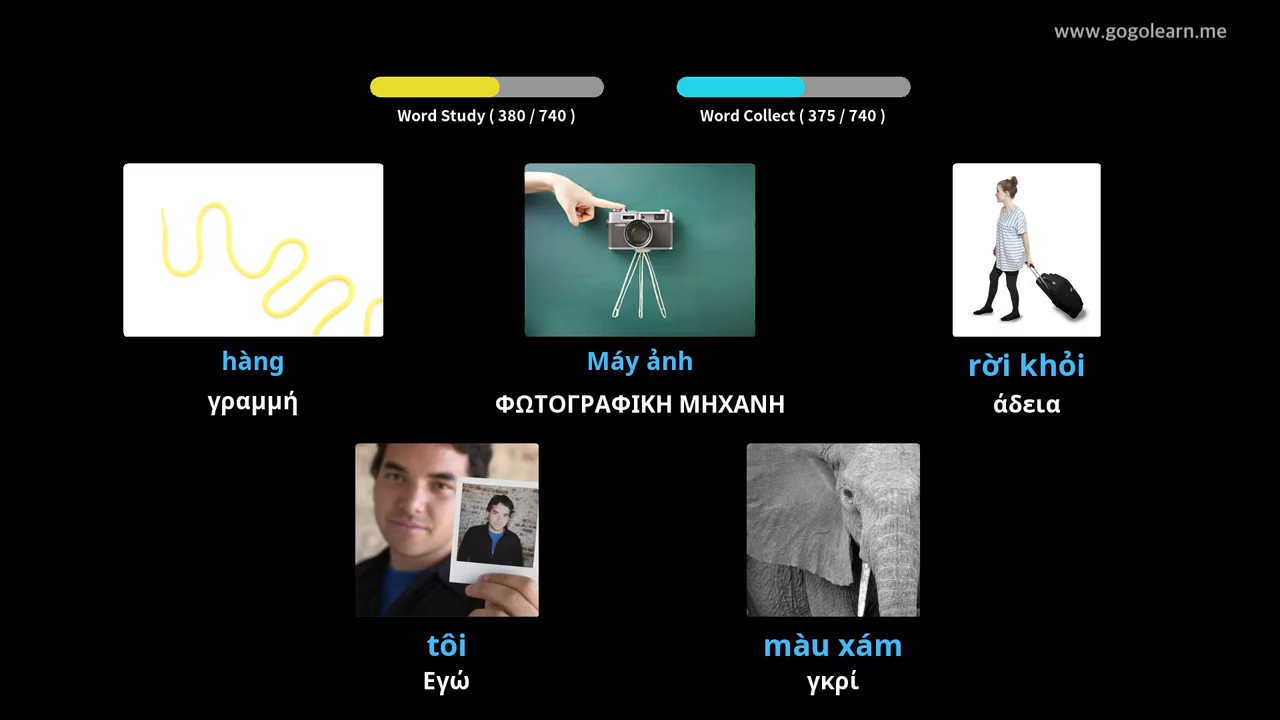 www.gogolearn.me
Word Study ( 380 / 740 )
Word Collect ( 375 / 740 )
hàng
γραμμή
Máy ảnh
ΦΩΤΟΓΡΑΦΙΚΗ ΜΗΧΑΝΗ
rời khỏi
άδεια
tôi
Εγώ
màu xám
γκρί